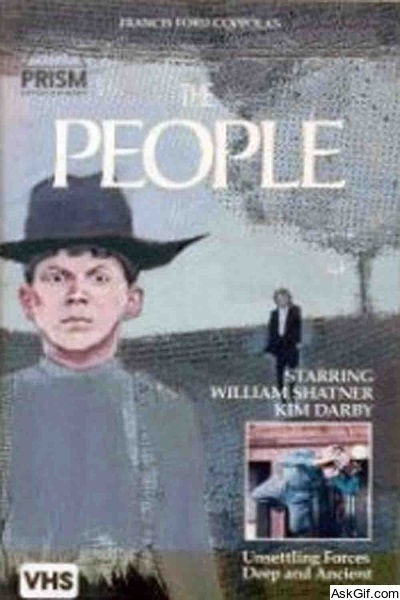 FRANCIS FORD COPPOLA'S
PRISM
ENTERTAINMENT
THE
PEOPLE
STARRING
WILLIAM SHATNER
KIM DARBY
Unsettling Forces
Deep and Ancient
VHS
AskGif.com